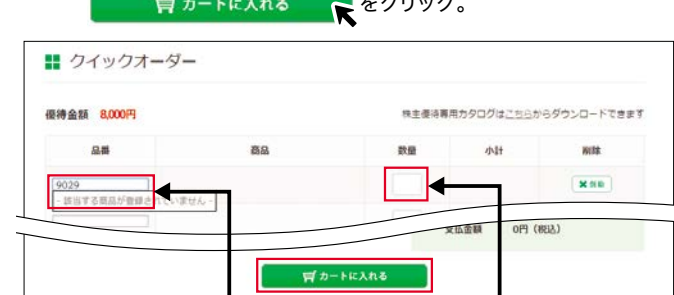 カートに入れる をクリック。
クイックオーダー
優待金額 8,000円 株主優待専用カタログはこちらからダウンロードできます
品番 商品 数量 小計 削除
9029 ✖削除
- 該当する商品が登録されていません -
支払金額 0円（税込）
カートに入れる